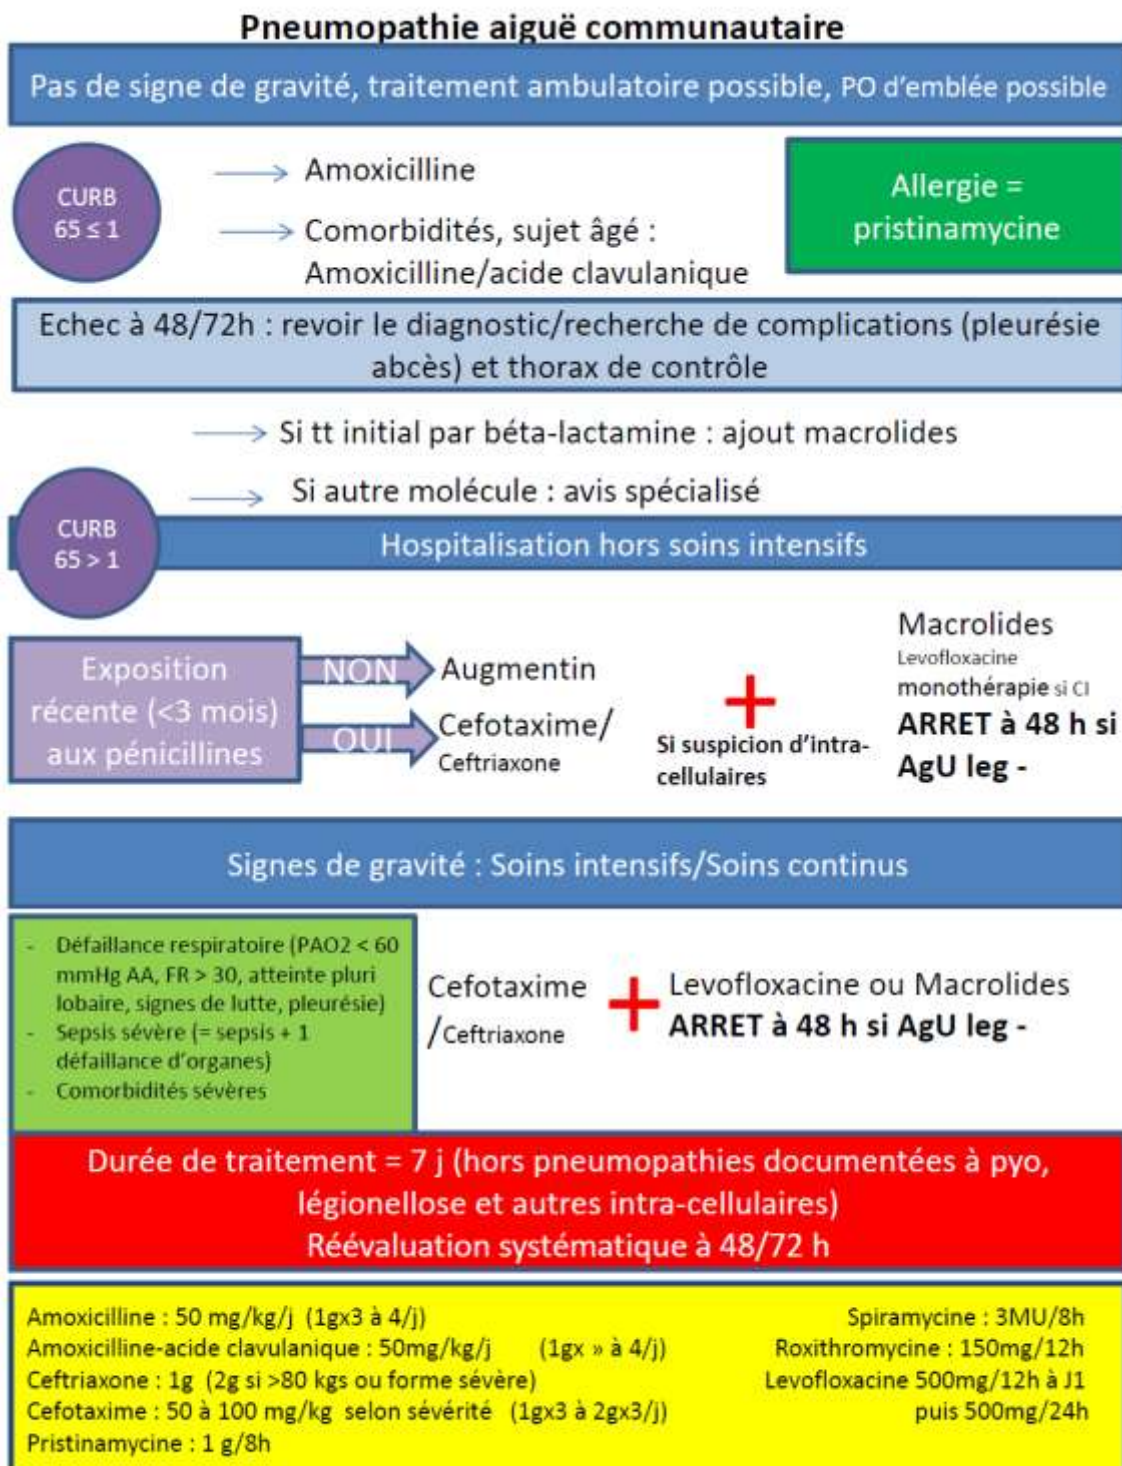 Pneumopathie aiguë communautaire
Pas de signe de gravité, traitement ambulatoire possible, PO d'emblée possible
CURB
65 ≤ 1
Amoxicilline
Comorbidités, sujet âgé :
Amoxicilline/acide clavulanique
Allergie =
pristinamycine
Echec à 48/72h : revoir le diagnostic/recherche de complications (pleurésie
abcès) et thorax de contrôle
Si tt initial par béta-lactamine : ajout macrolides
Si autre molécule : avis spécialisé
CURB
65 > 1
Hospitalisation hors soins intensifs
Exposition
récente (<3 mois)
aux pénicillines
NON
Augmentin
OUI
Cefotaxime/
Ceftriaxone
+
Si suspicion d'intra-
cellulaires
Macrolides
Levofloxacine
monothérapie si CI
ARRET à 48 h si
AgU leg -
Signes de gravité : Soins intensifs/Soins continus
- Défaillance respiratoire (PAO2 < 60
mmHg AA, FR > 30, atteinte pluri
lobaire, signes de lutte, pleurésie)
- Sepsis sévère (= sepsis + 1
défaillance d'organes)
- Comorbidités sévères
Cefotaxime
/Ceftriaxone
+
Levofloxacine ou Macrolides
ARRET à 48 h si AgU leg -
Durée de traitement = 7 j (hors pneumopathies documentées à pyo,
légionellose et autres intra-cellulaires)
Réévaluation systématique à 48/72 h
Amoxicilline : 50 mg/kg/j (1gx3 à 4/j)
Amoxicilline-acide clavulanique : 50mg/kg/j (1gx » à 4/j)
Ceftriaxone : 1g (2g si >80 kgs ou forme sévère)
Cefotaxime : 50 à 100 mg/kg selon sévérité (1gx3 à 2gx3/j)
Pristinamycine : 1 g/8h
Spiramycine : 3MU/8h
Roxithromycine : 150mg/12h
Levofloxacine 500mg/12h à J1
puis 500mg/24h